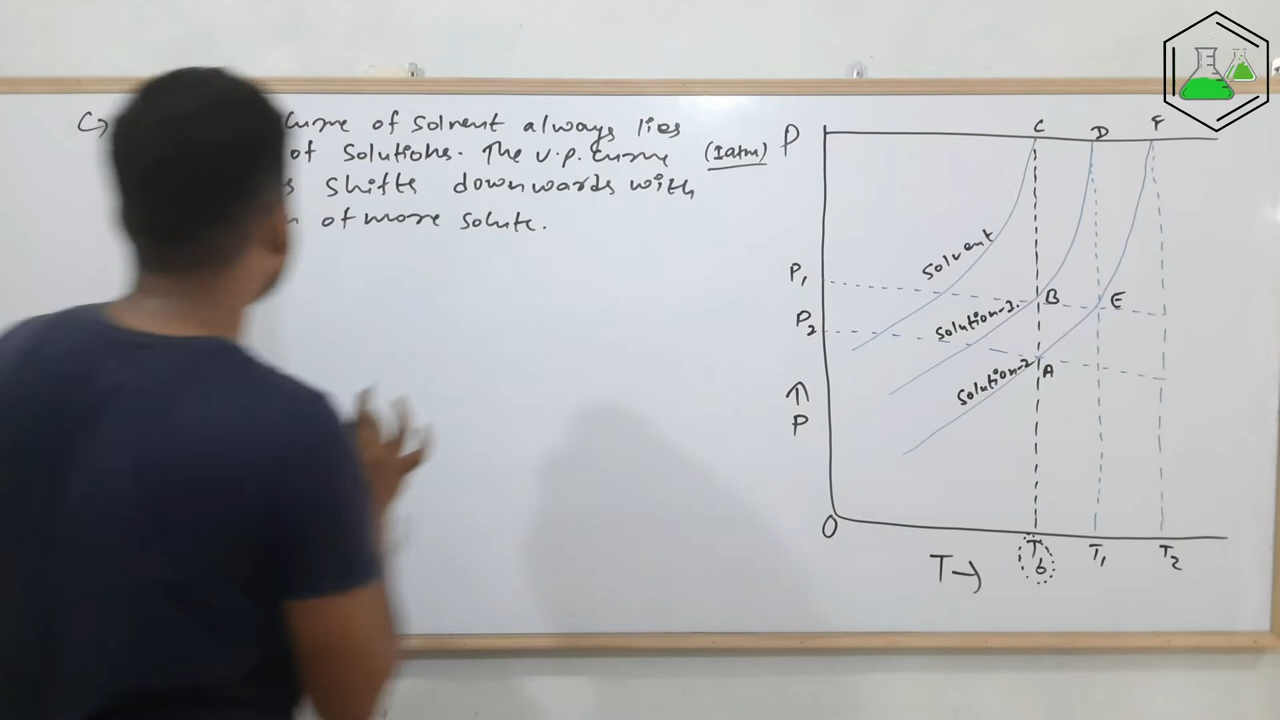 Curve of Solvent always lies
of Solutions. The v.p. curve
s shifts downwards with
n of more solute.
(1atm) P
C D F
P1
P2
↑
P
Solvent
Solution-1.
Solution-2
B E
A
O
T→
Tb T1 T2